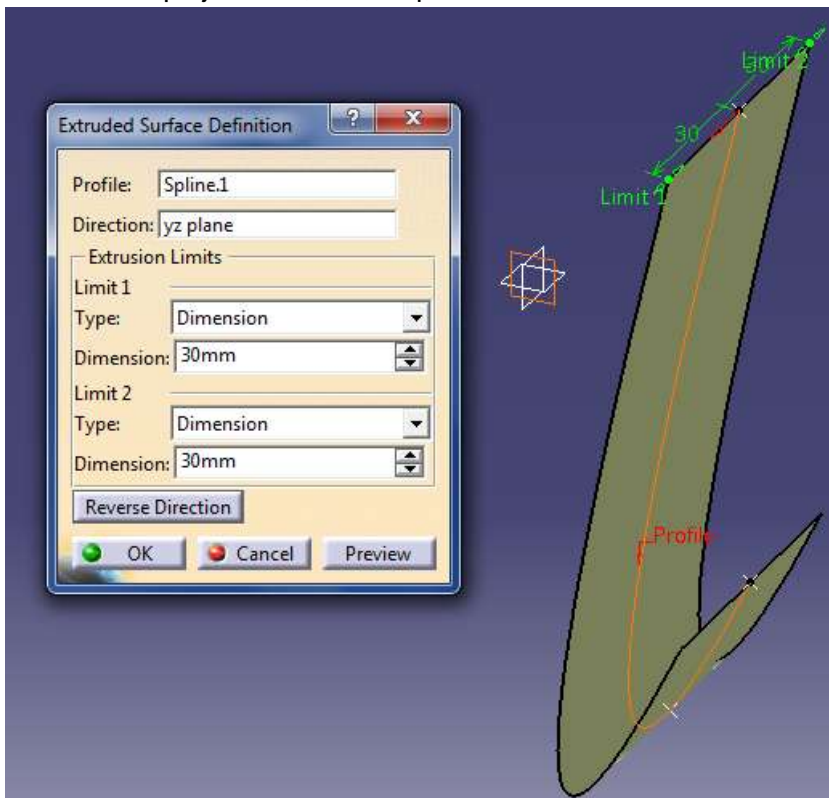 Extruded Surface Definition ?
Profile: Spline.1
Direction: yz plane
Extrusion Limits
Limit 1
Type: Dimension
Dimension: 30mm
Limit 2
Type: Dimension
Dimension: 30mm
Reverse Direction
OK Cancel Preview
Limit 2
30
30
Limit 1
Profile